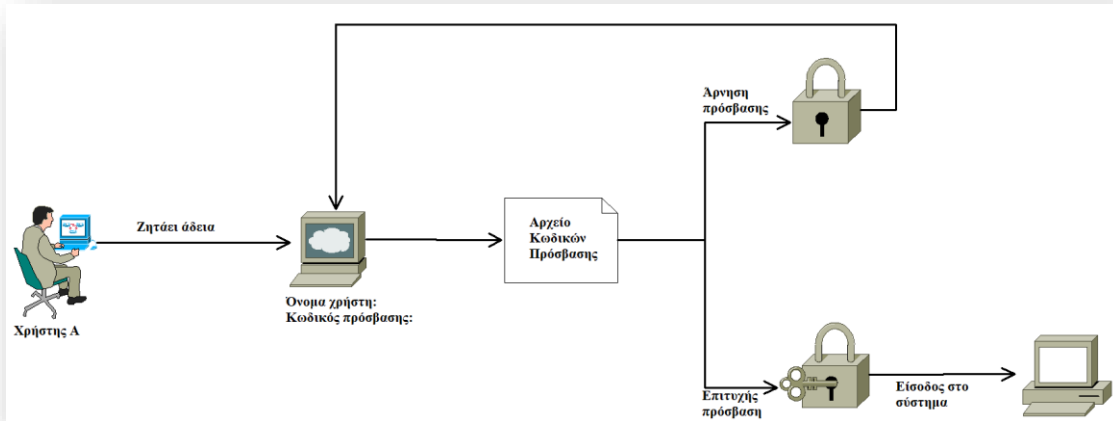 Άρνηση
πρόσβασης
Ζητάει άδεια
Αρχείο
Κωδικών
Πρόσβασης
Όνομα χρήστη:
Κωδικός πρόσβασης:
Χρήστης Α
Επιτυχής
πρόσβαση
Είσοδος στο
σύστημα